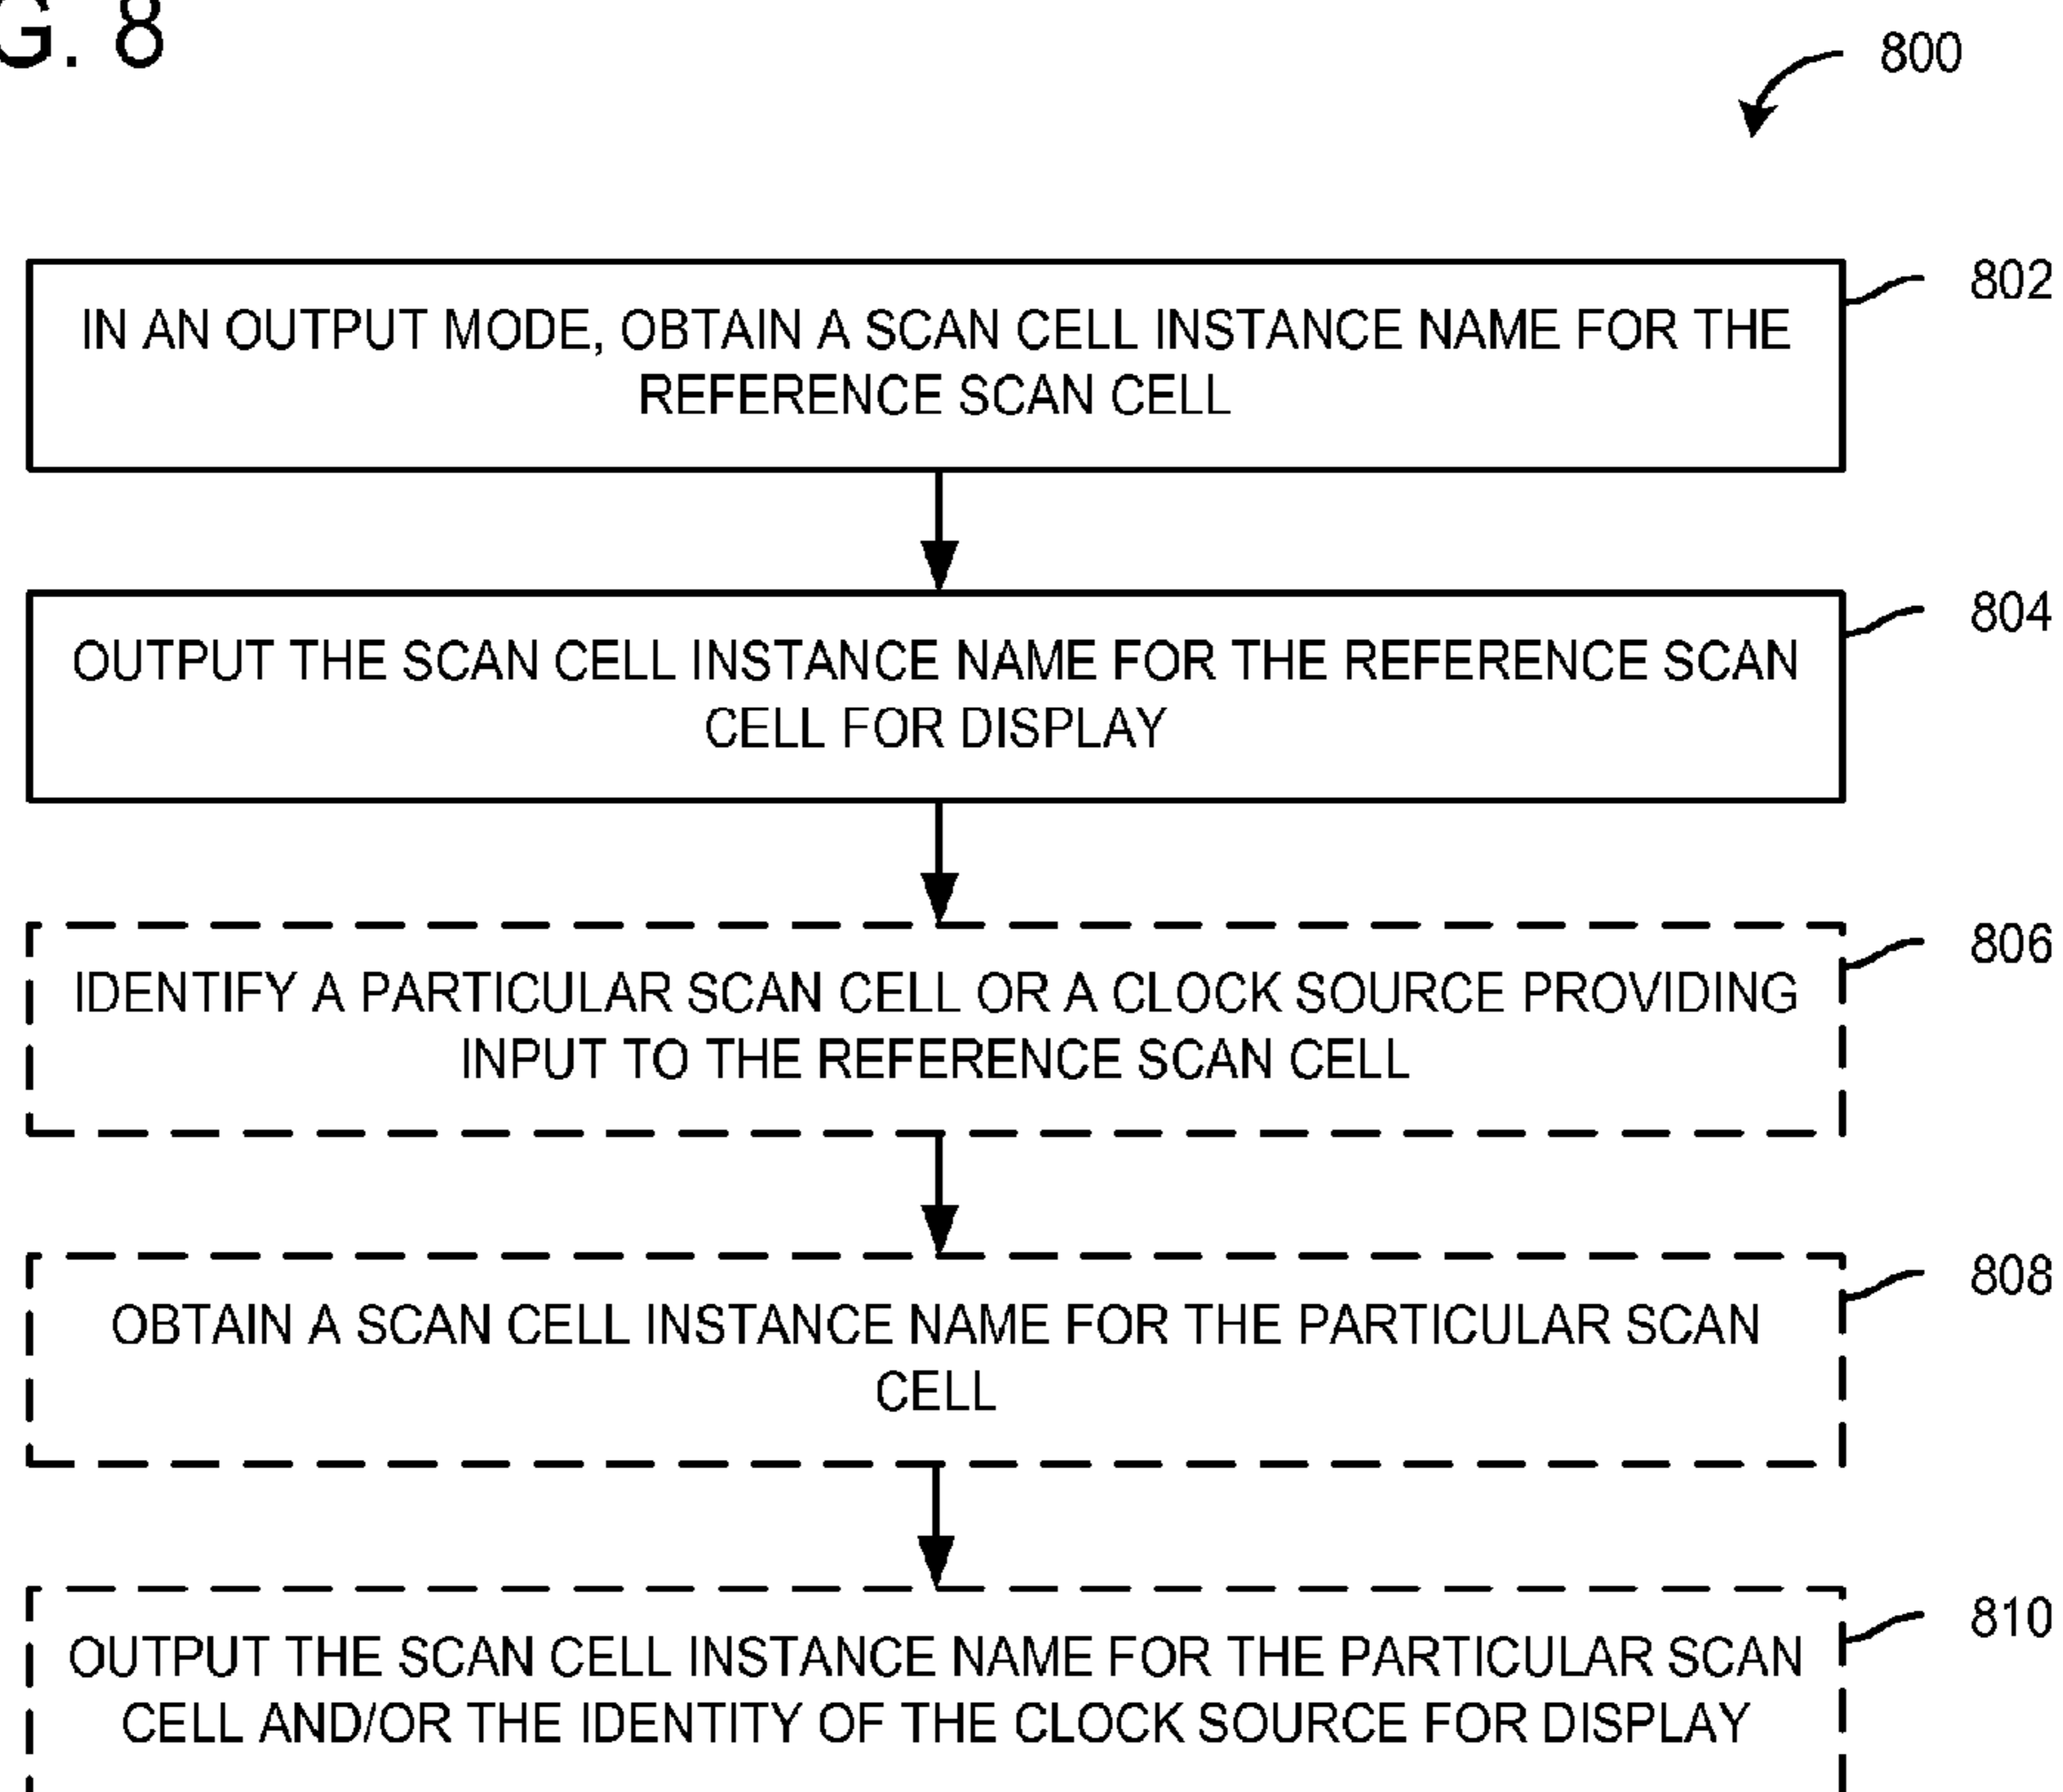 G. 8
800
802
IN AN OUTPUT MODE, OBTAIN A SCAN CELL INSTANCE NAME FOR THE
REFERENCE SCAN CELL
804
OUTPUT THE SCAN CELL INSTANCE NAME FOR THE REFERENCE SCAN
CELL FOR DISPLAY
806
IDENTIFY A PARTICULAR SCAN CELL OR A CLOCK SOURCE PROVIDING
INPUT TO THE REFERENCE SCAN CELL
808
OBTAIN A SCAN CELL INSTANCE NAME FOR THE PARTICULAR SCAN
CELL
810
OUTPUT THE SCAN CELL INSTANCE NAME FOR THE PARTICULAR SCAN
CELL AND/OR THE IDENTITY OF THE CLOCK SOURCE FOR DISPLAY